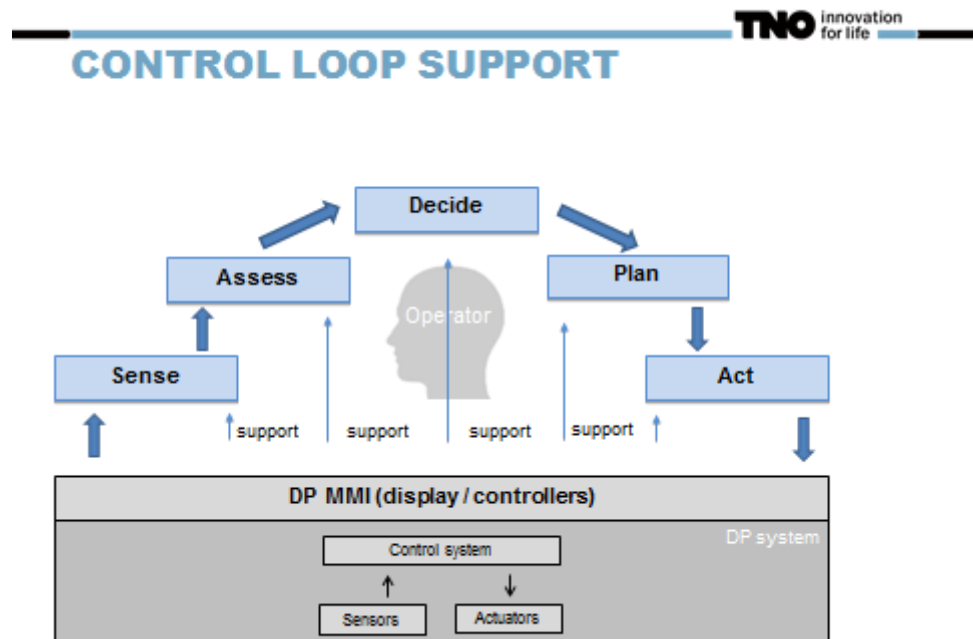 TNO innovation
for life
CONTROL LOOP SUPPORT
Decide
Assess
Plan
Operator
Sense
Act
support
support
support
support
DP MMI (display / controllers)
DP system
Control system
Sensors
Actuators